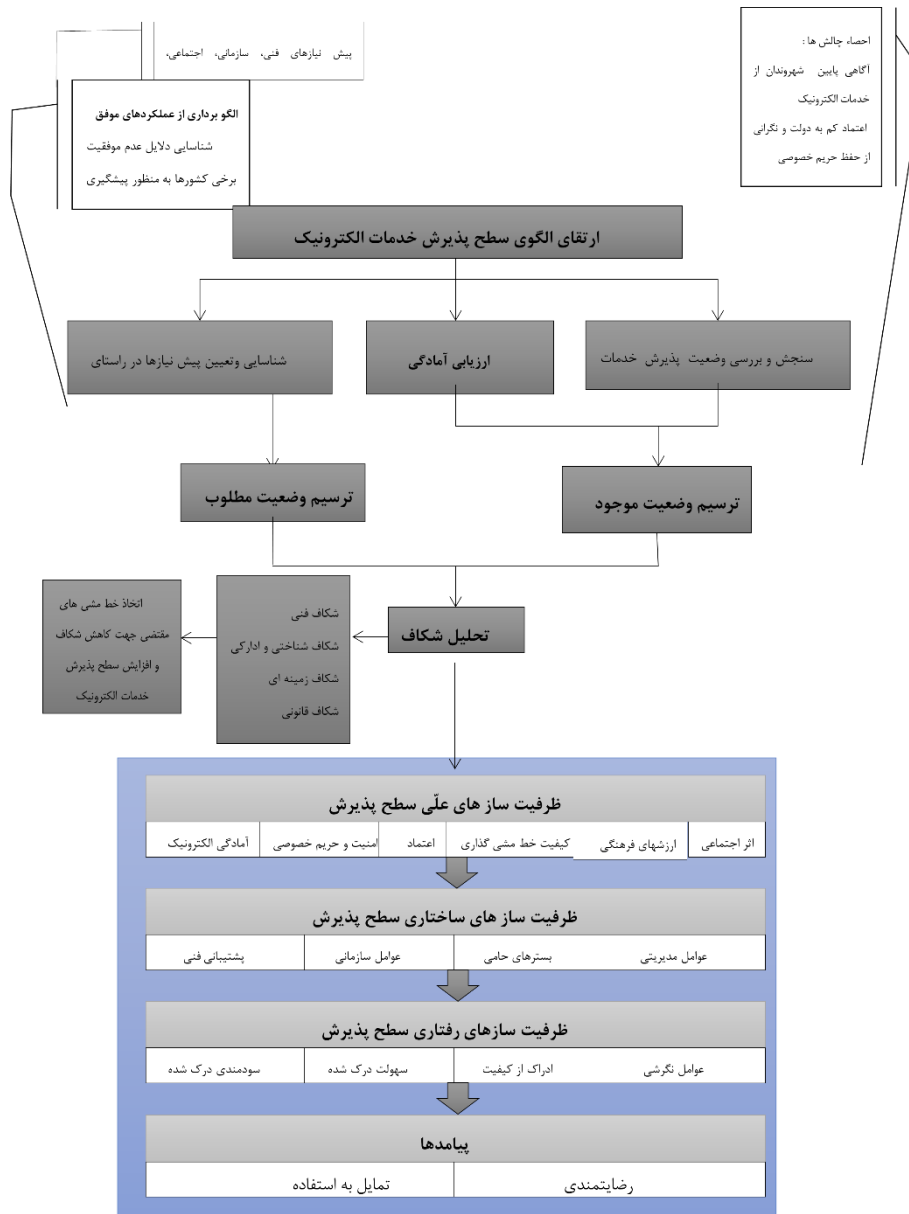 احصاء چالش ها :
آگاهی پایین شهروندان از
خدمات الکترونیک
اعتماد کم به دولت و نگرانی
از حفظ حریم خصوصی
پیش نیازهای فنی، سازمانی، اجتماعی،
الگو برداری از عملکردهای موفق
شناسایی دلایل عدم موفقیت
برخی کشورها به منظور پیشگیری
ارتقای الگوی سطح پذیرش خدمات الکترونیک
سنجش و بررسی وضعیت پذیرش خدمات
ارزیابی آمادگی
شناسایی وتعیین پیش نیازها در راستای
ترسیم وضعیت موجود
ترسیم وضعیت مطلوب
تحلیل شکاف
شکاف فنی
شکاف شناختی و ادارکی
شکاف زمینه ای
شکاف قانونی
اتخاذ خط مشی های
مقتضی جهت کاهش شکاف
و افزایش سطح پذیرش
خدمات الکترونیک
ظرفیت ساز های علّی سطح پذیرش
اثر اجتماعی ارزشهای فرهنگی کیفیت خط مشی گذاری اعتماد امنیت و حریم خصوصی آمادگی الکترونیک
ظرفیت ساز های ساختاری سطح پذیرش
عوامل مدیریتی بسترهای حامی عوامل سازمانی پشتیبانی فنی
ظرفیت سازهای رفتاری سطح پذیرش
عوامل نگرشی ادراک از کیفیت سهولت درک شده سودمندی درک شده
پیامدها
رضایتمندی تمایل به استفاده